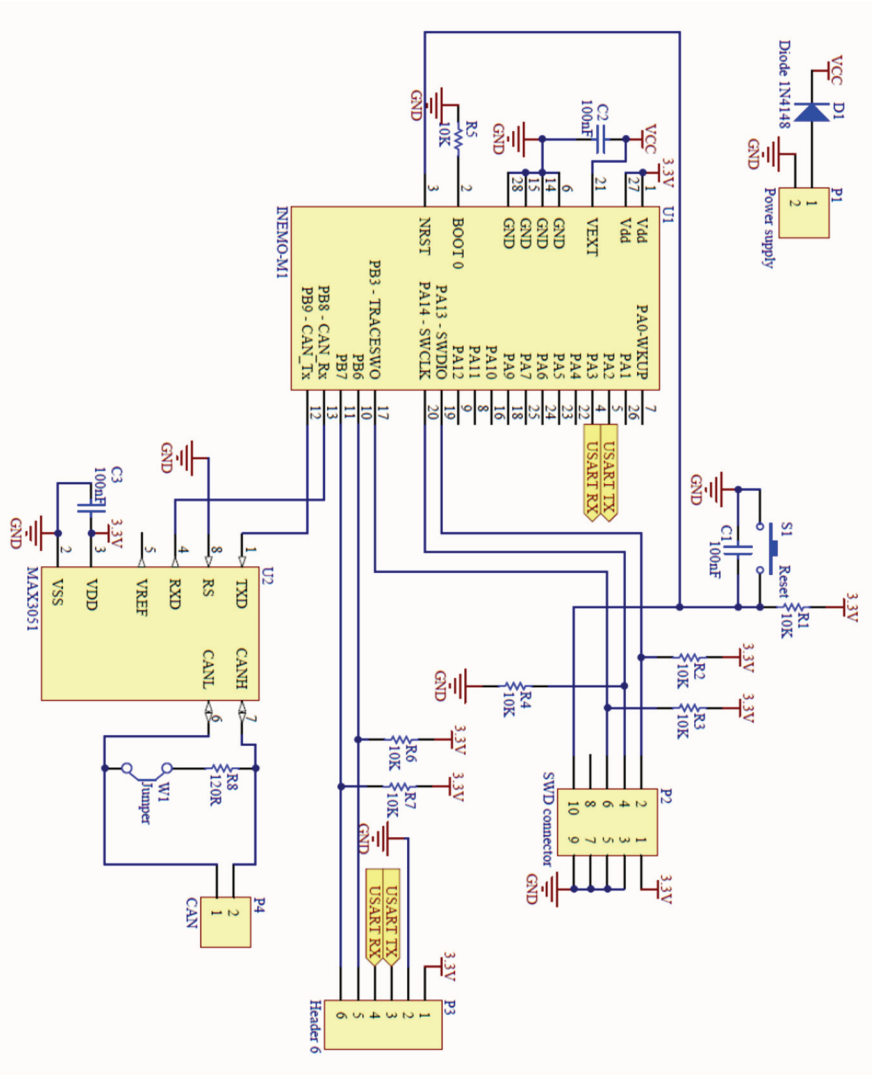 VCC
D1
Diode 1N4148
GND
P1
1
2
Power supply
3.3V
VCC
C2
100nF
GND
R5
10K
GND
1
27
21
6
14
15
28
2
3
U1
Vdd
Vdd
VEXT
GND
GND
GND
GND
BOOT 0
NRST
INEMO-M1
PA0-WKUP
PA1
PA2
PA3
PA4
PA5
PA6
PA7
PA9
PA10
PA11
PA12
PA13 - SWDIO
PA14 - SWCLK
PB3 - TRACESWO
PB6
PB7
PB8 - CAN_Rx
PB9 - CAN_Tx
7
26
5
4
22
23
24
25
18
16
8
9
19
20
17
10
11
13
12
USART TX
USART RX
3.3V
R1
10K
S1
Reset
C1
100nF
GND
3.3V
R2
10K
3.3V
R3
10K
R4
10K
GND
P2
2
4
6
8
10
1
3
5
7
9
SWD connector
3.3V
GND
3.3V
R6
10K
3.3V
R7
10K
GND
USART TX
USART RX
3.3V
P3
1
2
3
4
5
6
Header 6
GND
C3
100nF
3.3V
GND
1
8
4
5
3
2
U2
TXD
RS
RXD
VREF
VDD
VSS
CANH
CANL
MAX3051
7
6
R8
120R
W1
Jumper
P4
2
1
CAN